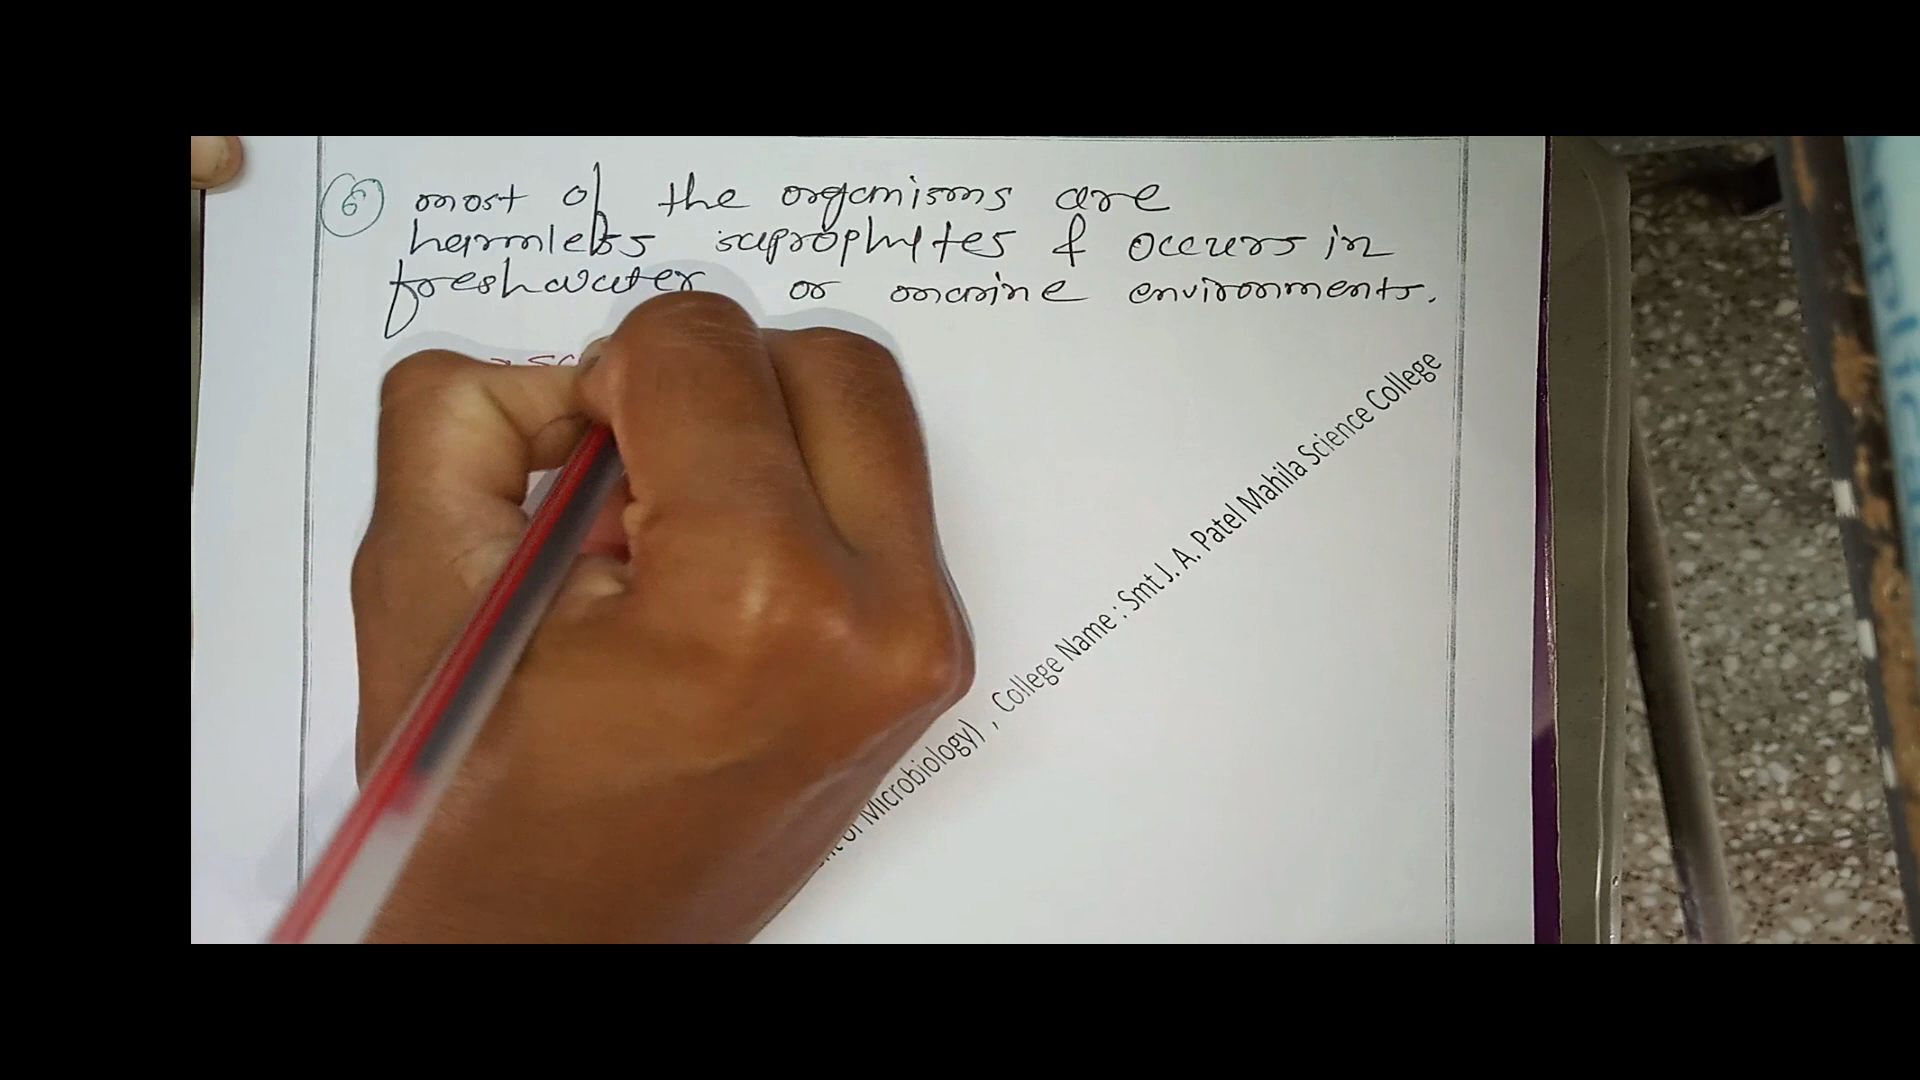 6 most of the organisms are
harmless saprophytes & occurs in
freshwater or marine environments.
Microbiology) , College Name : Smt J. A. Patel Mahila Science College